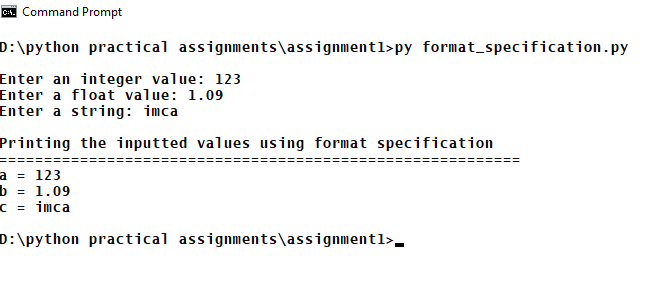 Command Prompt
D:\python practical assignments\assignment1>py format_specification.py
Enter an integer value: 123
Enter a float value: 1.09
Enter a string: imca
Printing the inputted values using format specification
==========================================================
a = 123
b = 1.09
c = imca
D:\python practical assignments\assignment1>